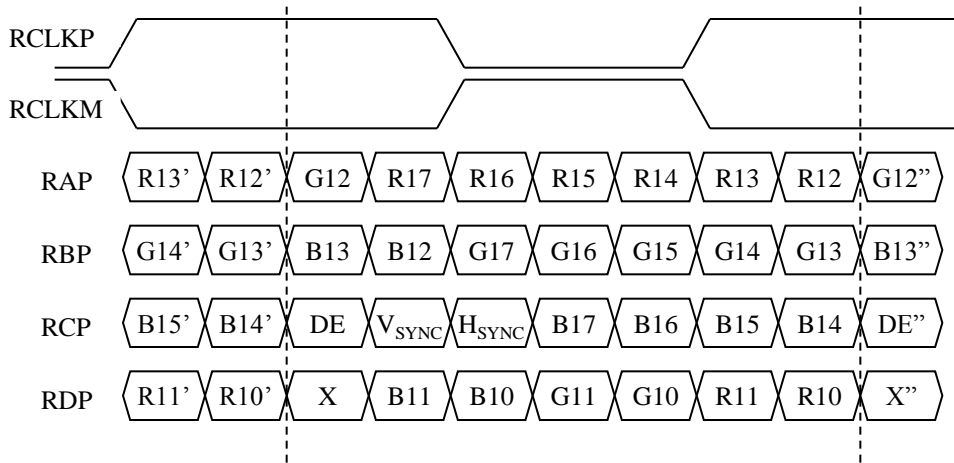 RCLKP
RCLKM
RAP R13’ R12’ G12 R17 R16 R15 R14 R13 R12 G12”
RBP G14’ G13’ B13 B12 G17 G16 G15 G14 G13 B13”
RCP B15’ B14’ DE VSYNC HSYNC B17 B16 B15 B14 DE”
RDP R11’ R10’ X B11 B10 G11 G10 R11 R10 X”